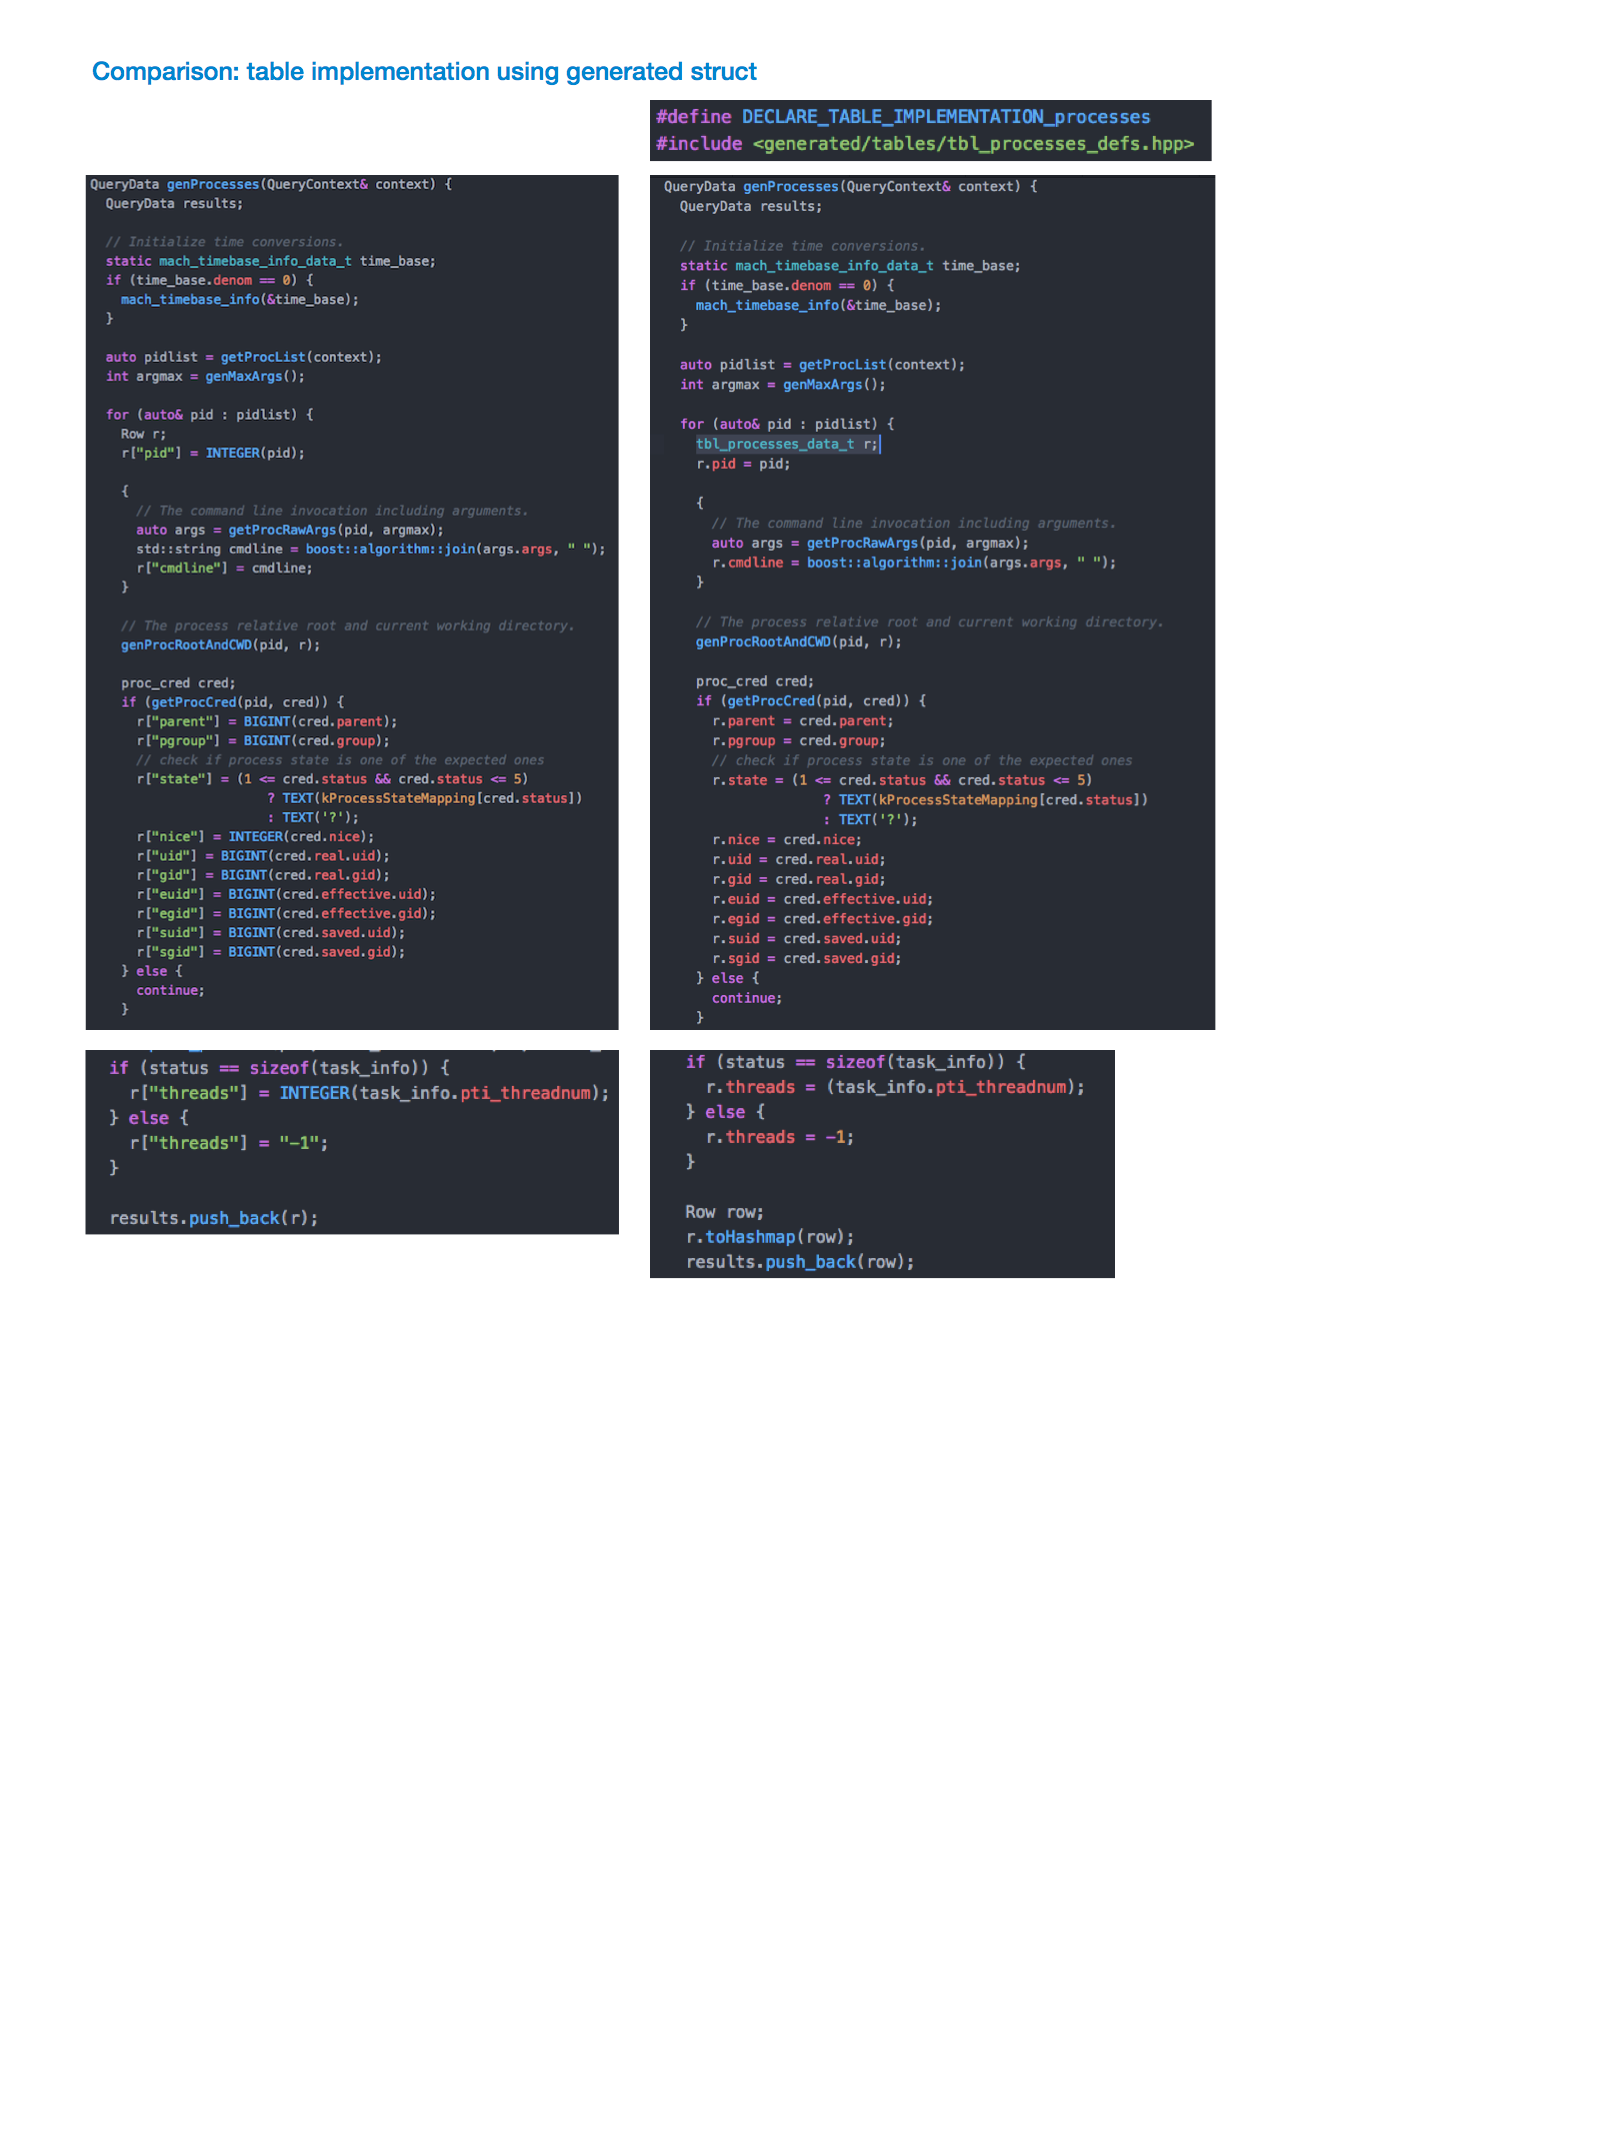 Comparison: table implementation using generated struct
#define DECLARE_TABLE_IMPLEMENTATION_processes
#include <generated/tables/tbl_processes_defs.hpp>
QueryData genProcesses(QueryContext& context) {
  QueryData results;

  // Initialize time conversions.
  static mach_timebase_info_data_t time_base;
  if (time_base.denom == 0) {
    mach_timebase_info(&time_base);
  }

  auto pidlist = getProcList(context);
  int argmax = genMaxArgs();

  for (auto& pid : pidlist) {
    Row r;
    r["pid"] = INTEGER(pid);

    {
      // The command line invocation including arguments.
      auto args = getProcRawArgs(pid, argmax);
      std::string cmdline = boost::algorithm::join(args.args, " ");
      r["cmdline"] = cmdline;
    }

    // The process relative root and current working directory.
    genProcRootAndCWD(pid, r);

    proc_cred cred;
    if (getProcCred(pid, cred)) {
      r["parent"] = BIGINT(cred.parent);
      r["pgroup"] = BIGINT(cred.group);
      // check if process state is one of the expected ones
      r["state"] = (1 <= cred.status && cred.status <= 5)
                       ? TEXT(kProcessStateMapping[cred.status])
                       : TEXT('?');
      r["nice"] = INTEGER(cred.nice);
      r["uid"] = BIGINT(cred.real.uid);
      r["gid"] = BIGINT(cred.real.gid);
      r["euid"] = BIGINT(cred.effective.uid);
      r["egid"] = BIGINT(cred.effective.gid);
      r["suid"] = BIGINT(cred.saved.uid);
      r["sgid"] = BIGINT(cred.saved.gid);
    } else {
      continue;
    }
if (status == sizeof(task_info)) {
  r["threads"] = INTEGER(task_info.pti_threadnum);
} else {
  r["threads"] = "-1";
}

results.push_back(r);
QueryData genProcesses(QueryContext& context) {
  QueryData results;

  // Initialize time conversions.
  static mach_timebase_info_data_t time_base;
  if (time_base.denom == 0) {
    mach_timebase_info(&time_base);
  }

  auto pidlist = getProcList(context);
  int argmax = genMaxArgs();

  for (auto& pid : pidlist) {
    tbl_processes_data_t r;
    r.pid = pid;

    {
      // The command line invocation including arguments.
      auto args = getProcRawArgs(pid, argmax);
      r.cmdline = boost::algorithm::join(args.args, " ");
    }

    // The process relative root and current working directory.
    genProcRootAndCWD(pid, r);

    proc_cred cred;
    if (getProcCred(pid, cred)) {
      r.parent = cred.parent;
      r.pgroup = cred.group;
      // check if process state is one of the expected ones
      r.state = (1 <= cred.status && cred.status <= 5)
                    ? TEXT(kProcessStateMapping[cred.status])
                    : TEXT('?');
      r.nice = cred.nice;
      r.uid = cred.real.uid;
      r.gid = cred.real.gid;
      r.euid = cred.effective.uid;
      r.egid = cred.effective.gid;
      r.suid = cred.saved.uid;
      r.sgid = cred.saved.gid;
    } else {
      continue;
    }
if (status == sizeof(task_info)) {
  r.threads = (task_info.pti_threadnum);
} else {
  r.threads = -1;
}

Row row;
r.toHashmap(row);
results.push_back(row);